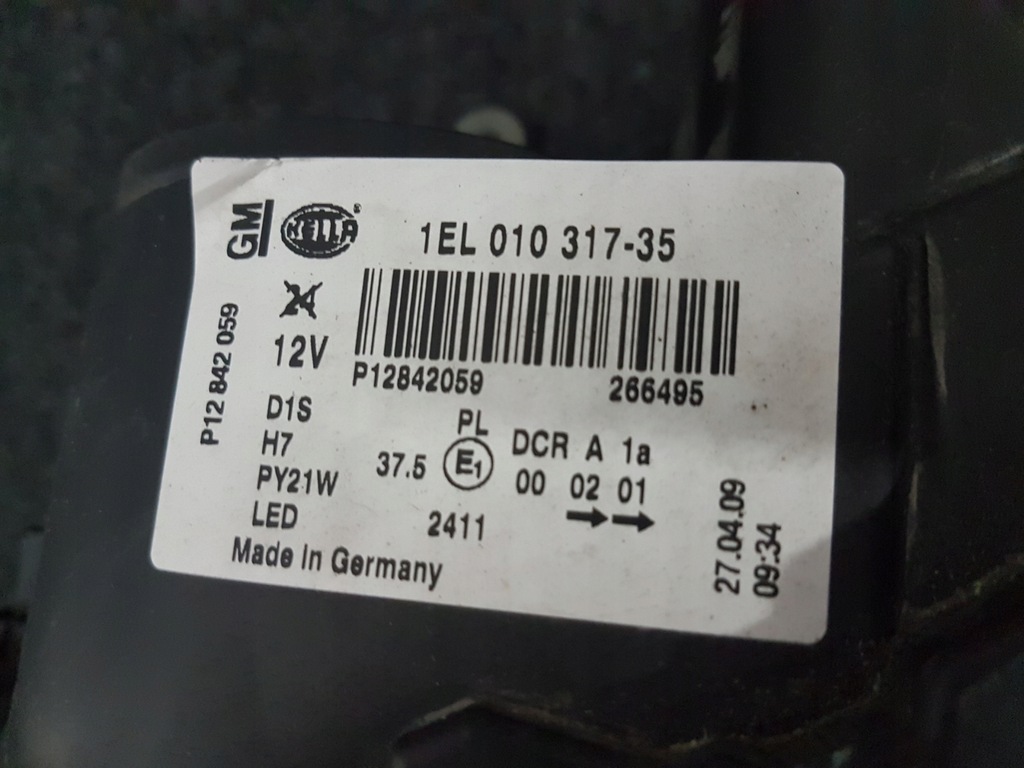 GM
HELLA ®
1EL 010 317-35
24
12V
P12842059 266495
P12 842 059
D1S
H7
PY21W
LED
PL
37.5 E1 DCR A 1a
00 02 01
2411
Made in Germany
27.04.09
09:34